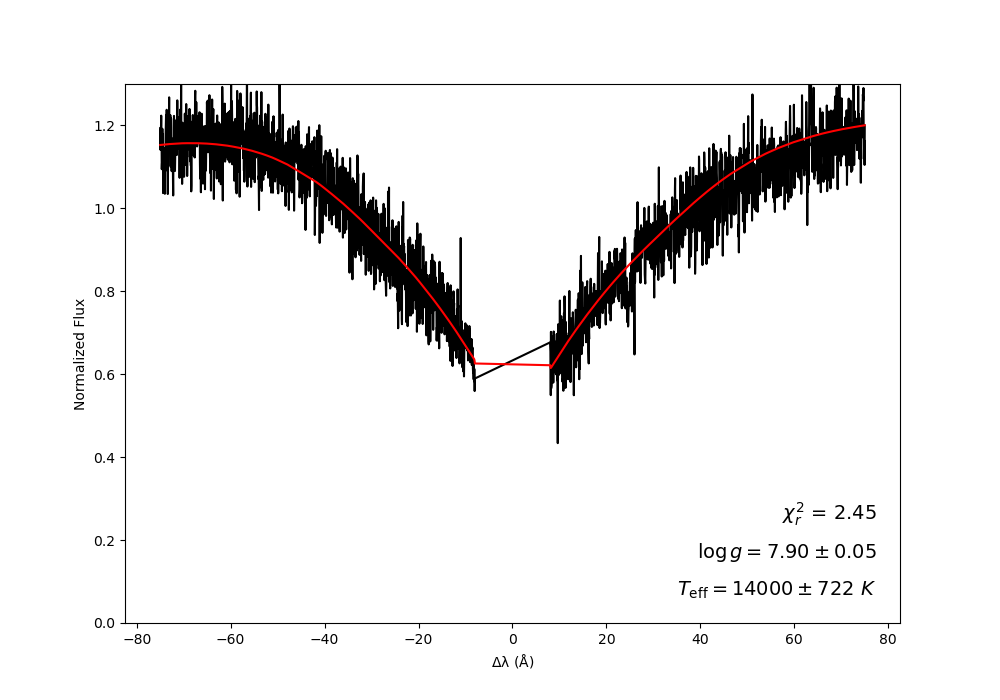 Normalized Flux
1.2
1.0
0.8
0.6
0.4
0.2
0.0
χ²ᵣ = 2.45
log g = 7.90 ± 0.05
T_eff = 14000 ± 722 K
−80 −60 −40 −20 0 20 40 60 80
Δλ (Å)